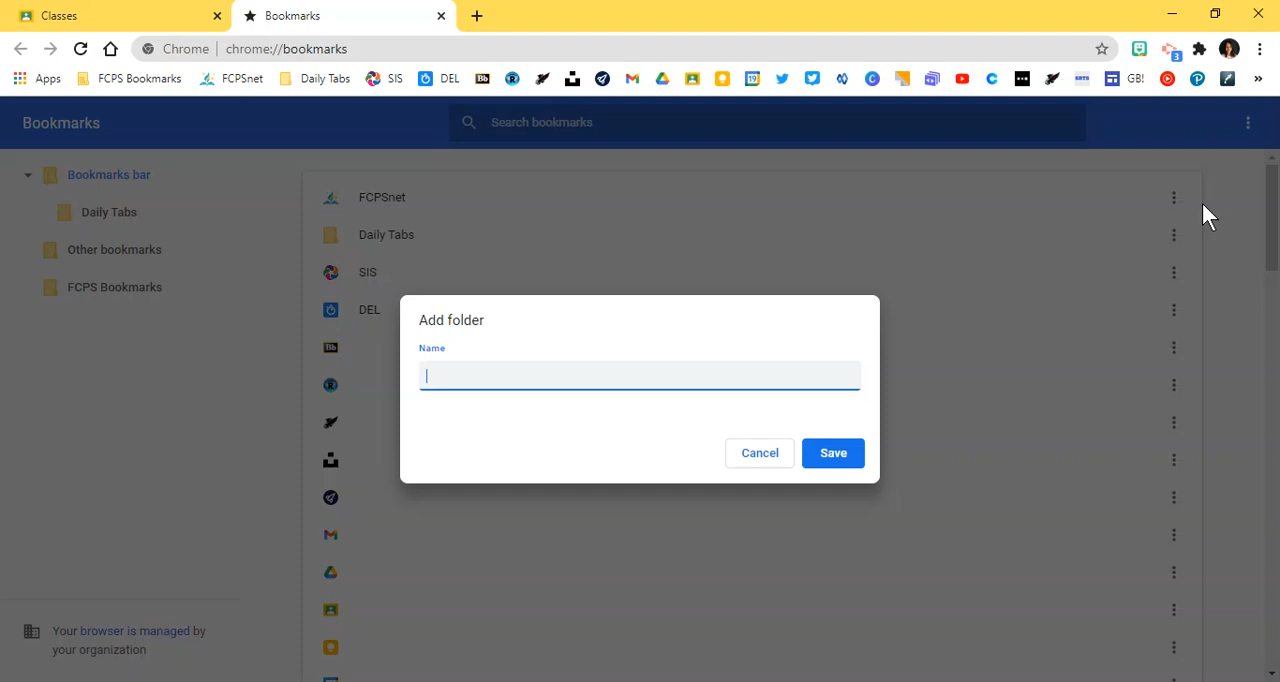 Classes
Bookmarks
Chrome chrome://bookmarks
Apps FCPS Bookmarks FCPSnet Daily Tabs SIS DEL Bb GB!
Bookmarks
Search bookmarks
Bookmarks bar
Daily Tabs
Other bookmarks
FCPS Bookmarks
FCPSnet
Daily Tabs
SIS
DEL
Bb
Add folder
Name
Cancel
Save
Your browser is managed by
your organization